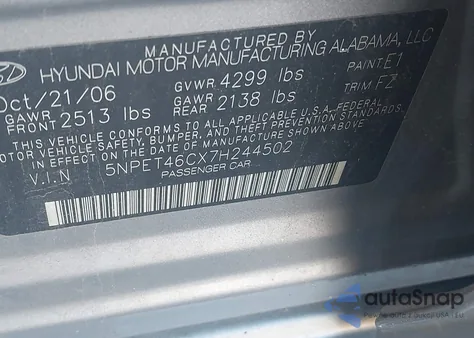 MANUFACTURED BY
HYUNDAI MOTOR MANUFACTURING ALABAMA, LLC
Oct/21/06 GVWR 4299 lbs PAINT E1
GAWR FRONT 2513 lbs GAWR REAR 2138 lbs TRIM FZ
THIS VEHICLE CONFORMS TO ALL APPLICABLE U.S. FEDERAL
MOTOR VEHICLE SAFETY, BUMPER, AND THEFT PREVENTION
STANDARDS IN EFFECT ON THE DATE OF MANUFACTURE SHOWN ABOVE.
V.I.N 5NPET46CX7H244502
PASSENGER CAR
autoSnap